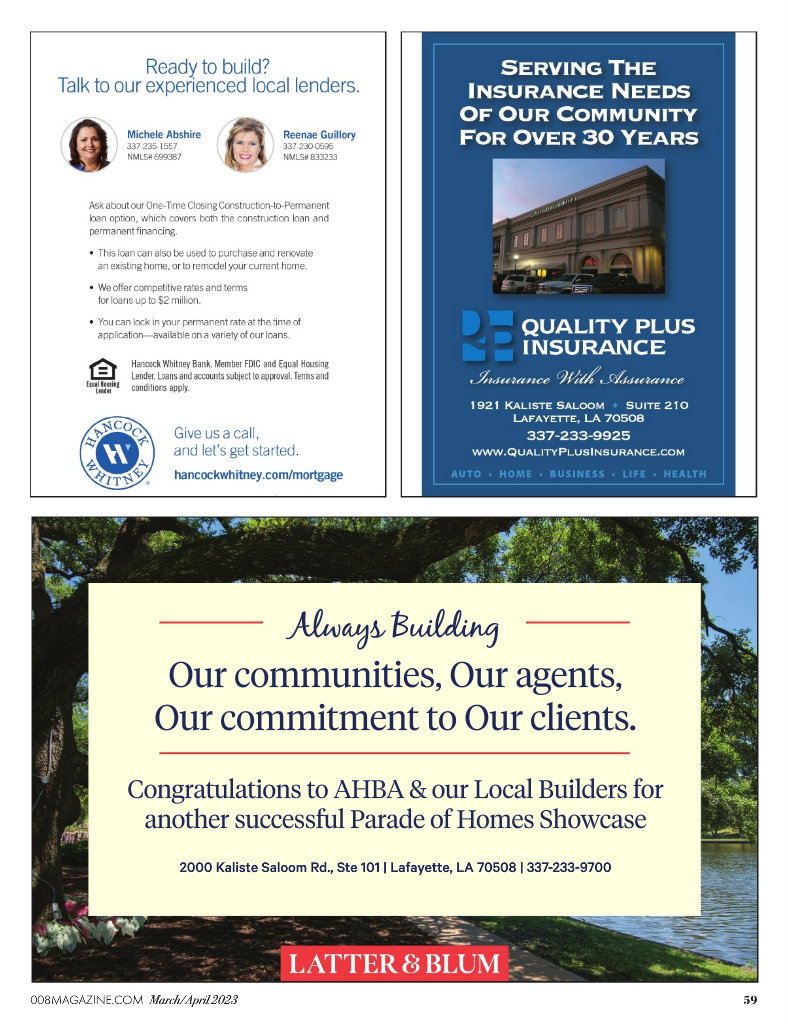 Ready to build?
Talk to our experienced local lenders.
Michele Abshire
337-235-1557
NMLS# 699387
Reenae Guillory
337-230-0595
NMLS# 833233
Ask about our One-Time Closing Construction-to-Permanent
loan option, which covers both the construction loan and
permanent financing.
• This loan can also be used to purchase and renovate
an existing home, or to remodel your current home.
• We offer competitive rates and terms
for loans up to $2 million.
• You can lock in your permanent rate at the time of
application—available on a variety of our loans.
Equal Housing
Lender
Hancock Whitney Bank, Member FDIC and Equal Housing
Lender. Loans and accounts subject to approval. Terms and
conditions apply.
HANCOCK
WHITNEY
Give us a call,
and let's get started.
hancockwhitney.com/mortgage
SERVING THE
INSURANCE NEEDS
OF OUR COMMUNITY
FOR OVER 30 YEARS
QUALITY PLUS
INSURANCE
Insurance With Assurance
1921 KALISTE SALOOM + SUITE 210
LAFAYETTE, LA 70508
337-233-9925
WWW.QUALITYPLUSINSURANCE.COM
AUTO • HOME • BUSINESS • LIFE • HEALTH
Always Building
Our communities, Our agents,
Our commitment to Our clients.
Congratulations to AHBA & our Local Builders for
another successful Parade of Homes Showcase
2000 Kaliste Saloom Rd., Ste 101 | Lafayette, LA 70508 | 337-233-9700
LATTER & BLUM
008MAGAZINE.COM March/April 2023
59